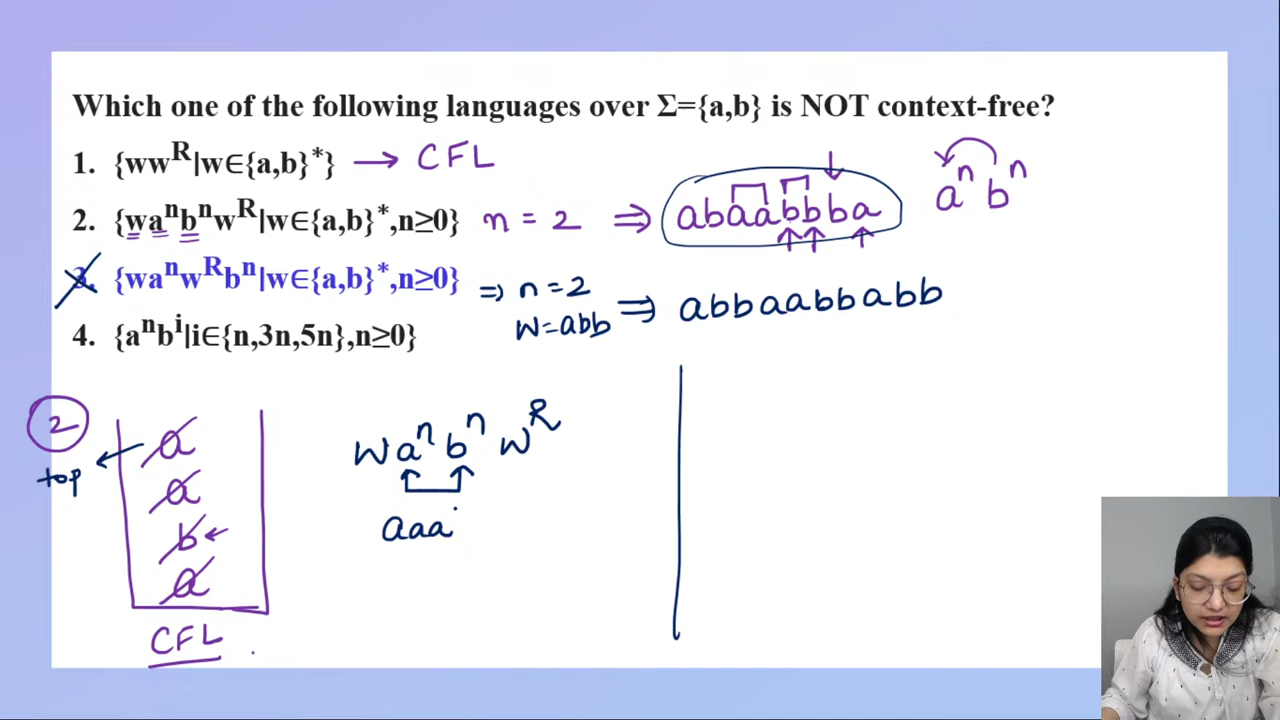 Which one of the following languages over Σ={a,b} is NOT context-free?
1. {ww^R|w∈{a,b}^*} → CFL
2. {wa^nb^nw^R|w∈{a,b}^*,n≥0} n = 2 ⇒ abaabbba a^n b^n
3. {wa^nw^Rb^n|w∈{a,b}^*,n≥0} ⇒ n = 2
w=abb ⇒ abbaabbabb
4. {a^nb^i|i∈{n,3n,5n},n≥0}
2
top
a
a
b
a
CFL
w a^n b^n w^R
aaa